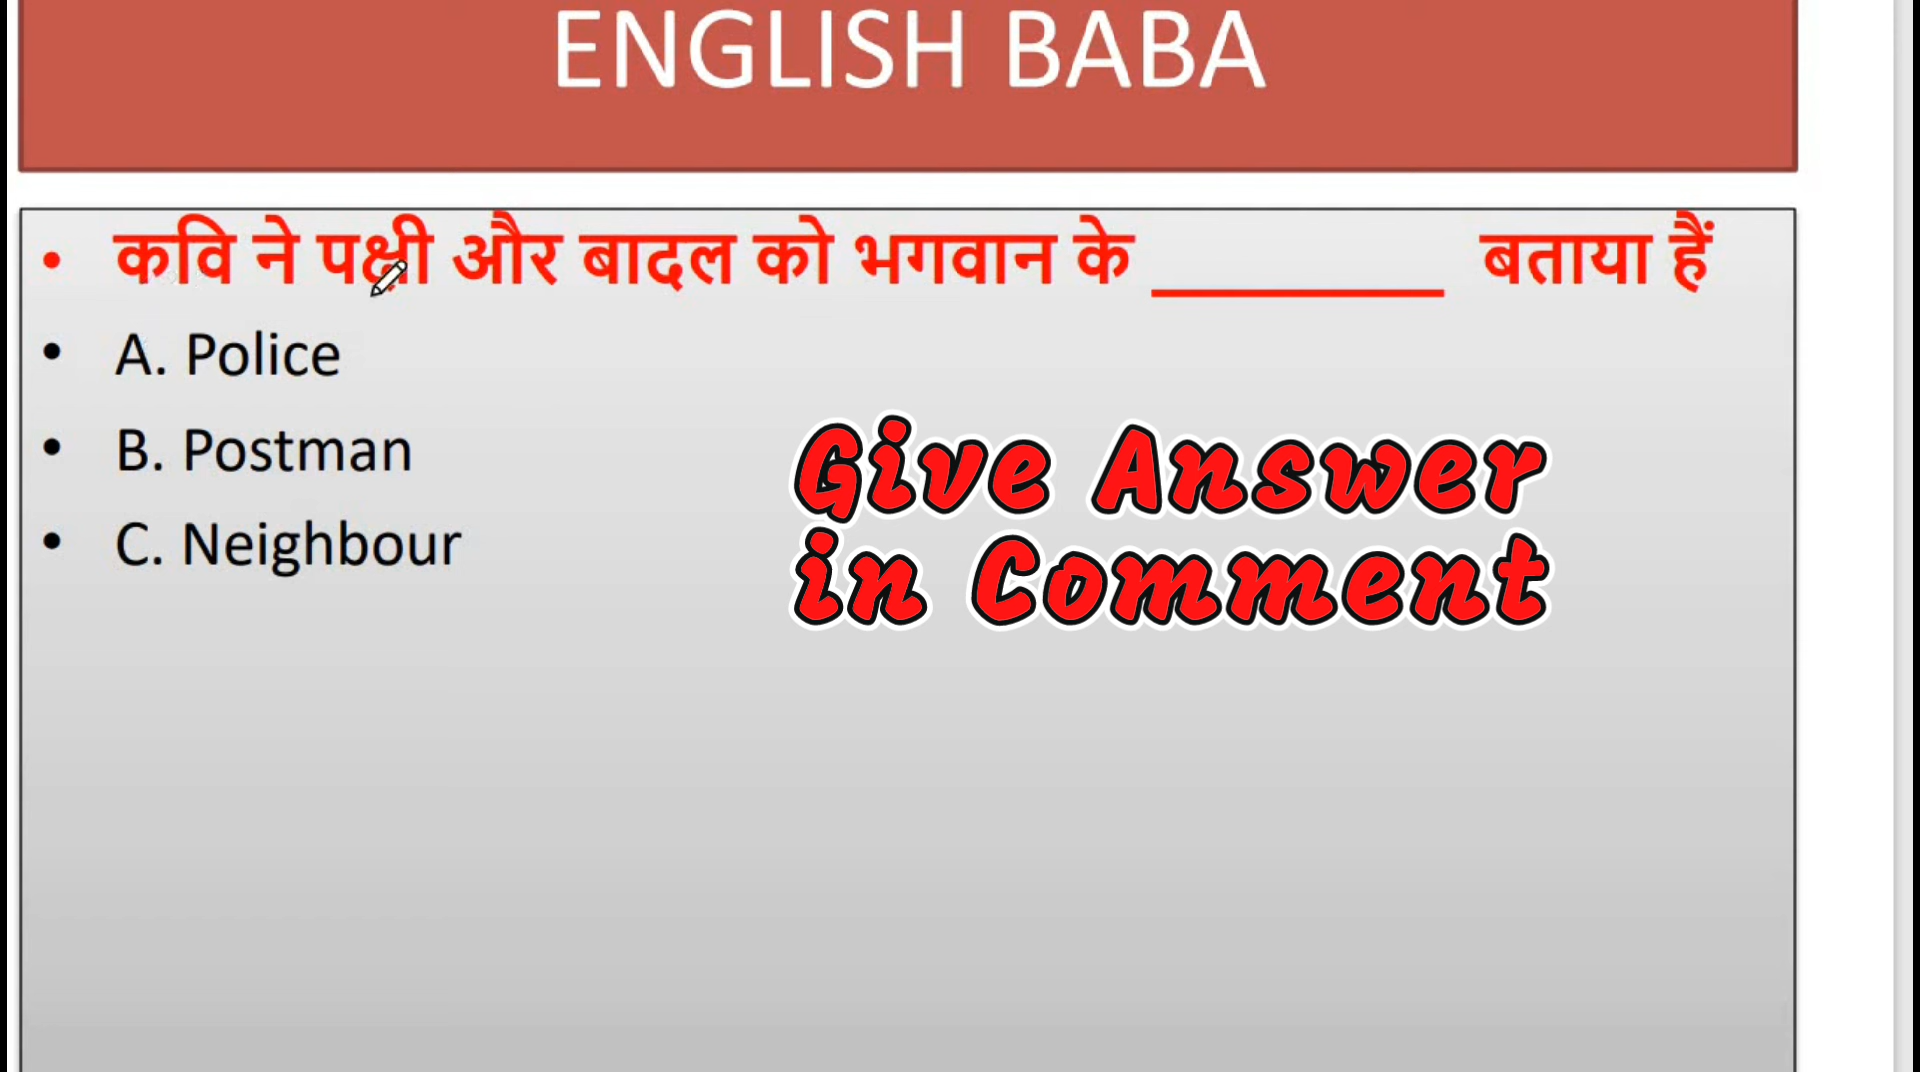 ENGLISH BABA
• कवि ने पक्षी और बादल को भगवान के ________ बताया हैं
• A. Police
• B. Postman
• C. Neighbour
Give Answer
in Comment